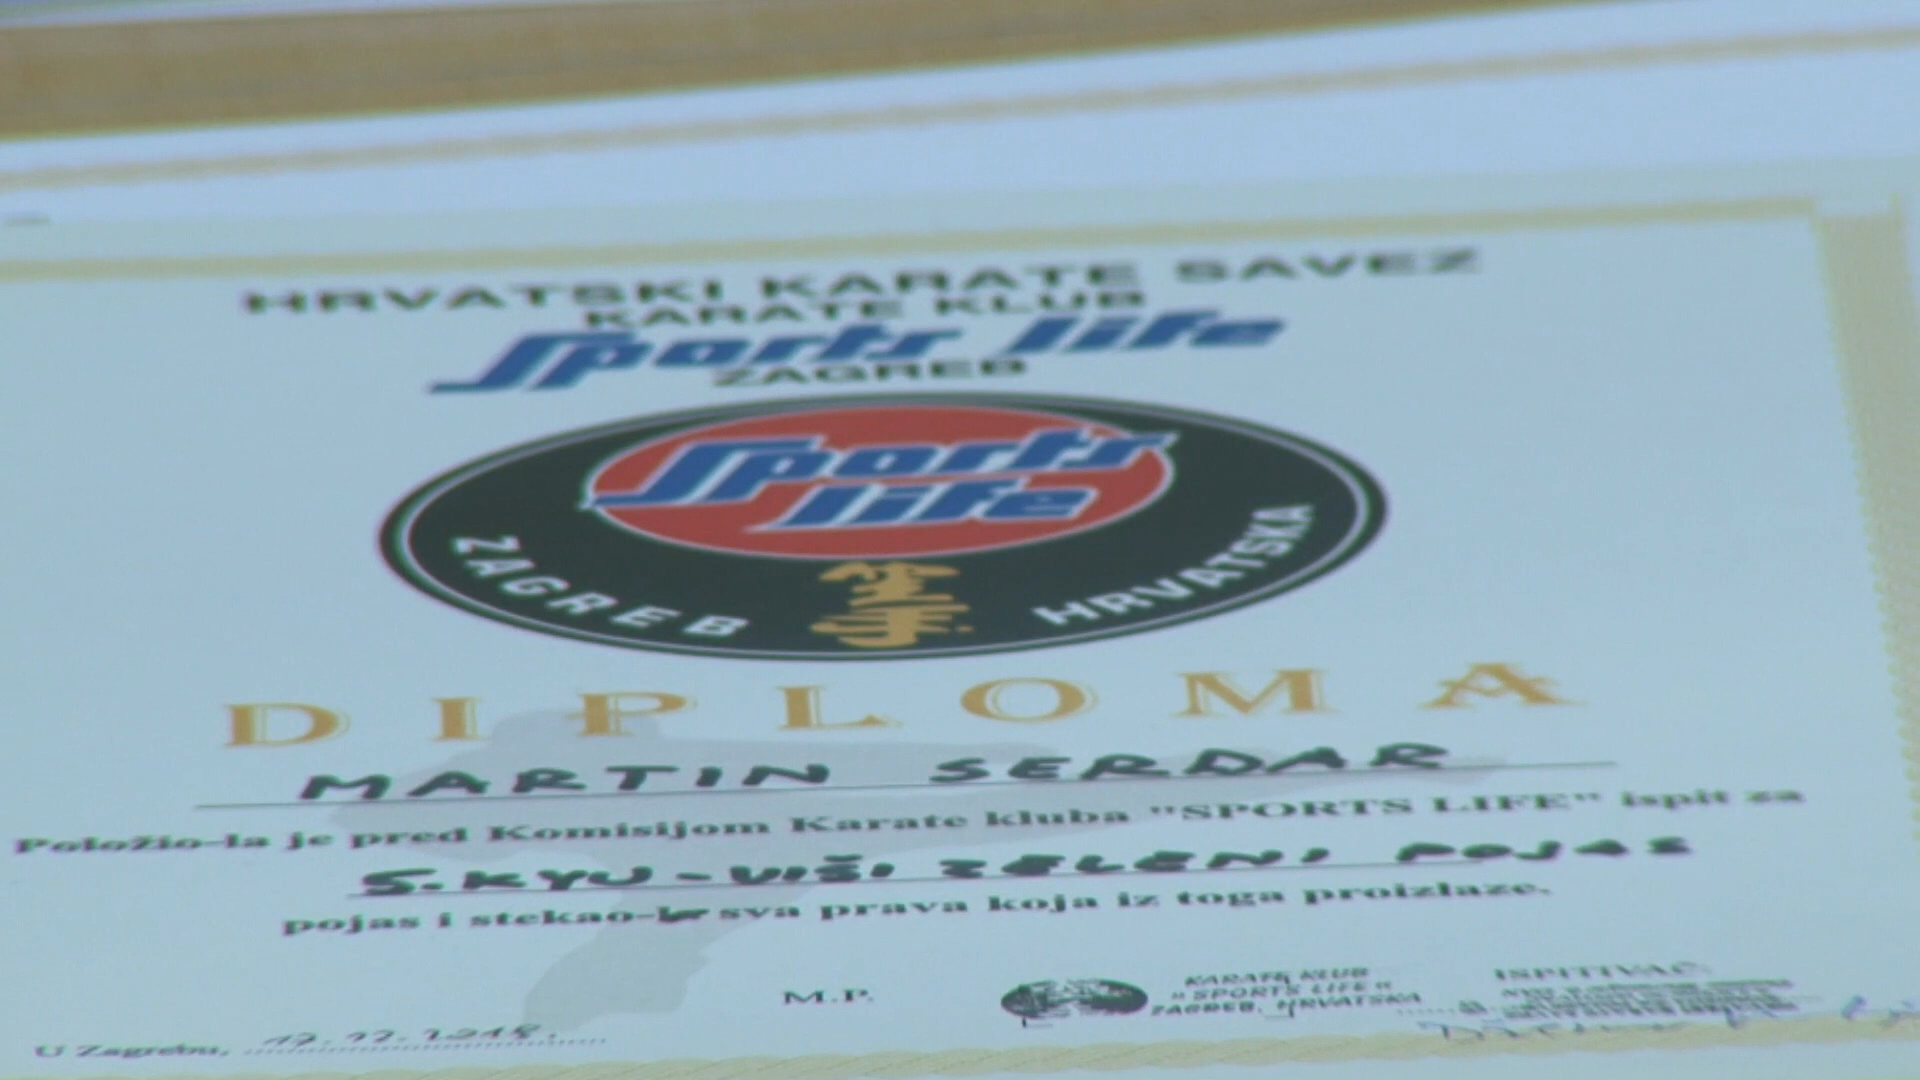 HRVATSKI KARATE SAVEZ
KARATE KLUB
Sports life
ZAGREB
Sports
life
ZAGREB HRVATSKA
DIPLOMA
MARTIN SERDAR
Položio-la je pred Komisijom Karate kluba "SPORTS LIFE" ispit za
5. KYU - VIŠI ZELENI POJAS
pojas i stekao-la sva prava koja iz toga proizlaze.
M.P.
KARATE KLUB
"SPORTS LIFE"
ZAGREB, HRVATSKA
ISPITIVAČ
U Zagrebu,